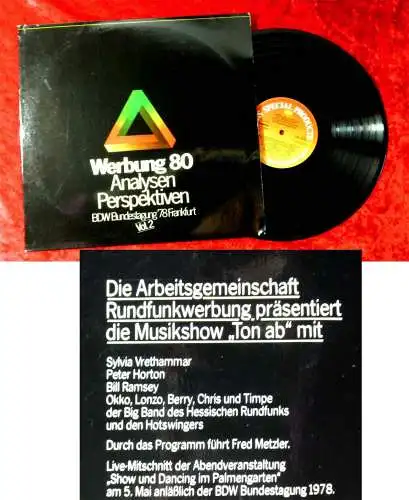 Werbung 80
Analysen
Perspektiven
BDW Bundestagung '78 Frankfurt
Vol. 2
SPECIAL PRODUCTS
Die Arbeitsgemeinschaft
Rundfunkwerbung präsentiert
die Musikshow „Ton ab“ mit
Sylvia Vrethammar
Peter Horton
Bill Ramsey
Okko, Lonzo, Berry, Chris und Timpe
der Big Band des Hessischen Rundfunks
und den Hotswingers
Durch das Programm führt Fred Metzler.
Live-Mitschnitt der Abendveranstaltung
„Show und Dancing im Palmengarten“
am 5. Mai anläßlich der BDW Bundestagung 1978.